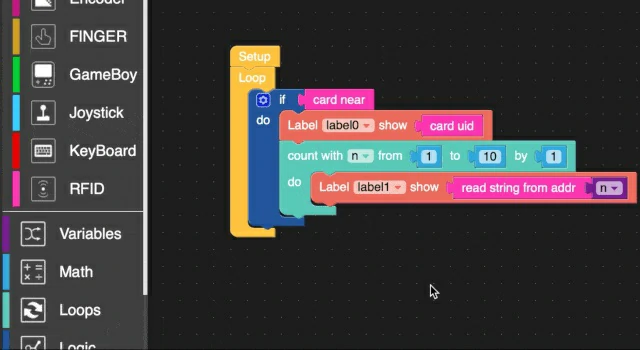 Encoder
FINGER
GameBoy
Joystick
KeyBoard
RFID
Variables
Math
Loops
Logic
Setup
Loop
if card near
do Label label0 show card uid
count with n from 1 to 10 by 1
do Label label1 show read string from addr n